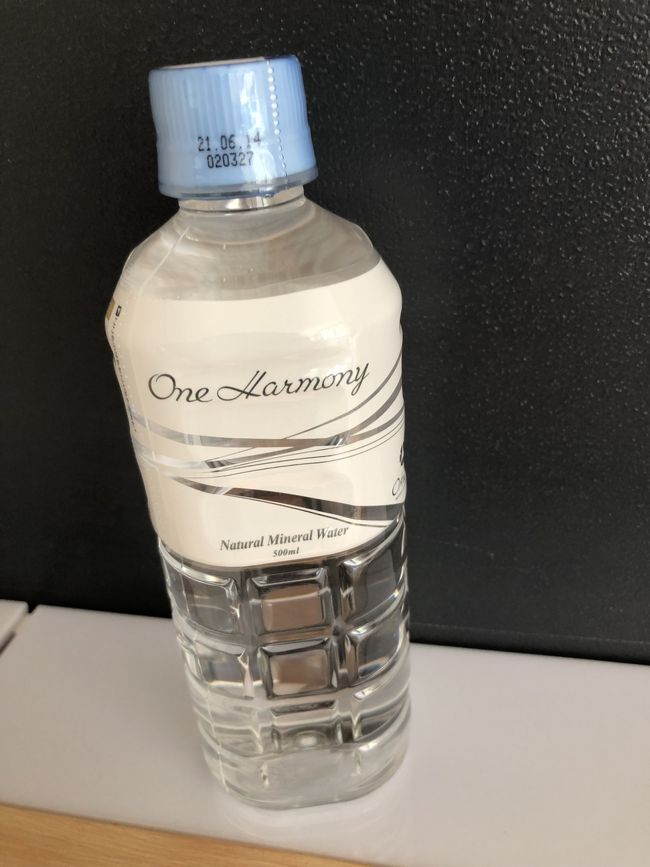 21.06.14
020327
One Harmony
Natural Mineral Water
500ml